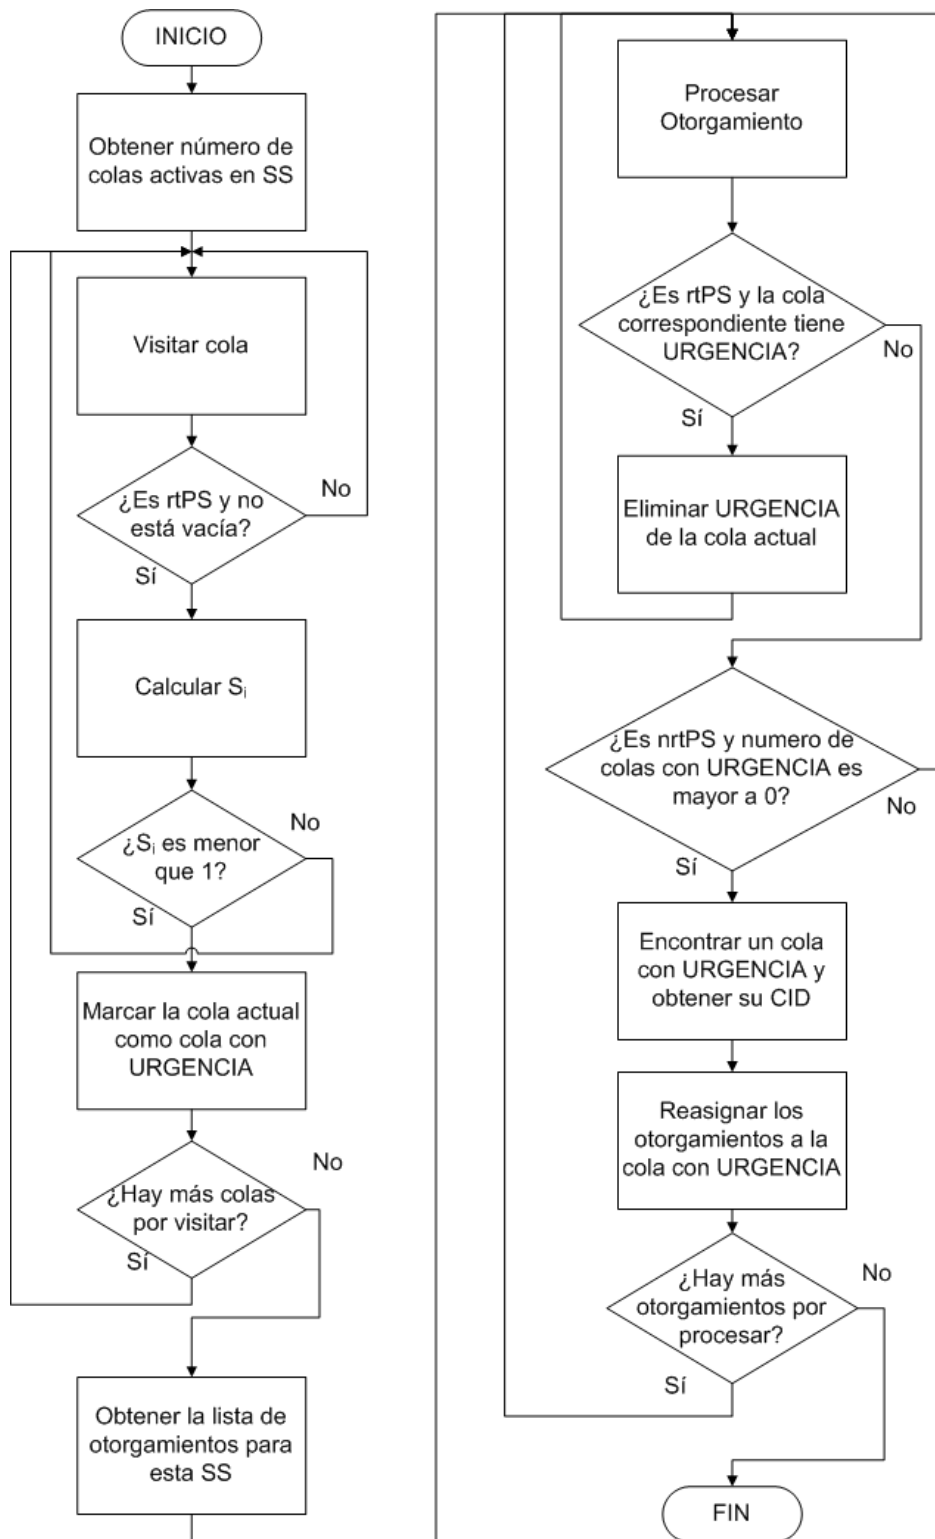 INICIO
Obtener número de
colas activas en SS
Visitar cola
¿Es rtPS y no
está vacía?
No
Sí
Calcular Si
¿Si es menor
que 1?
No
Sí
Marcar la cola actual
como cola con
URGENCIA
¿Hay más colas
por visitar?
No
Sí
Obtener la lista de
otorgamientos para
esta SS
Procesar
Otorgamiento
¿Es rtPS y la cola
correspondiente tiene
URGENCIA?
No
Sí
Eliminar URGENCIA
de la cola actual
¿Es nrtPS y numero de
colas con URGENCIA es
mayor a 0?
No
Sí
Encontrar un cola
con URGENCIA y
obtener su CID
Reasignar los
otorgamientos a la
cola con URGENCIA
¿Hay más
otorgamientos por
procesar?
No
Sí
FIN